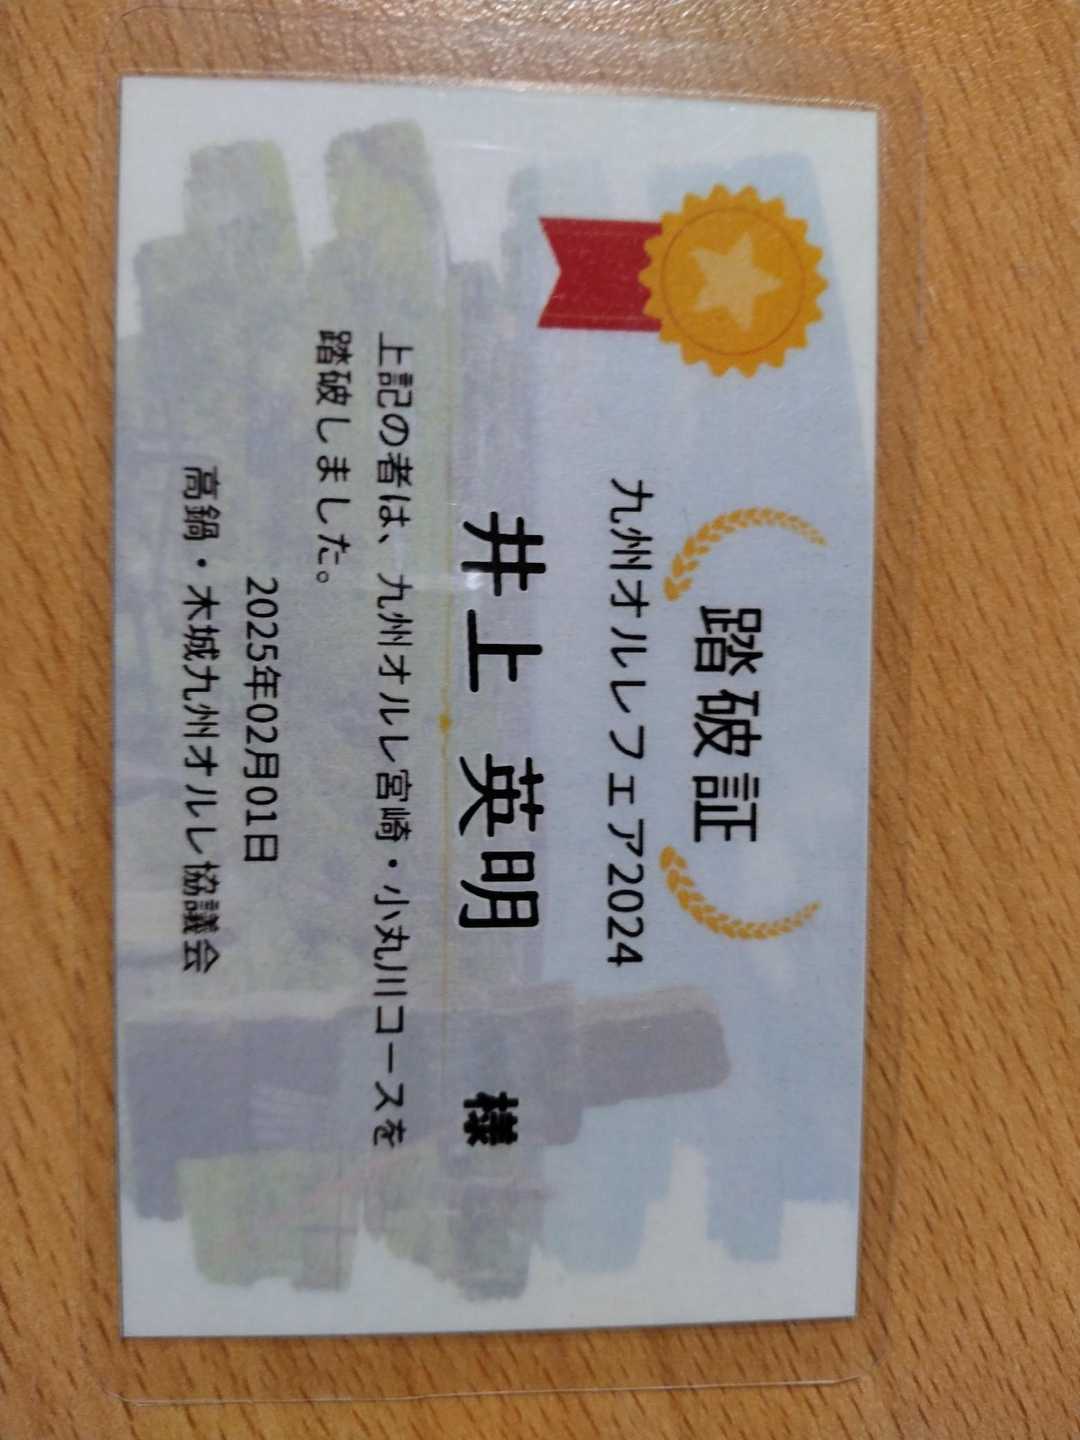 踏破証
九州オルレフェア2024
井上 英明 様
上記の者は、九州オルレ宮崎・小丸川コースを
踏破しました。
2025年02月01日
高鍋・木城九州オルレ協議会